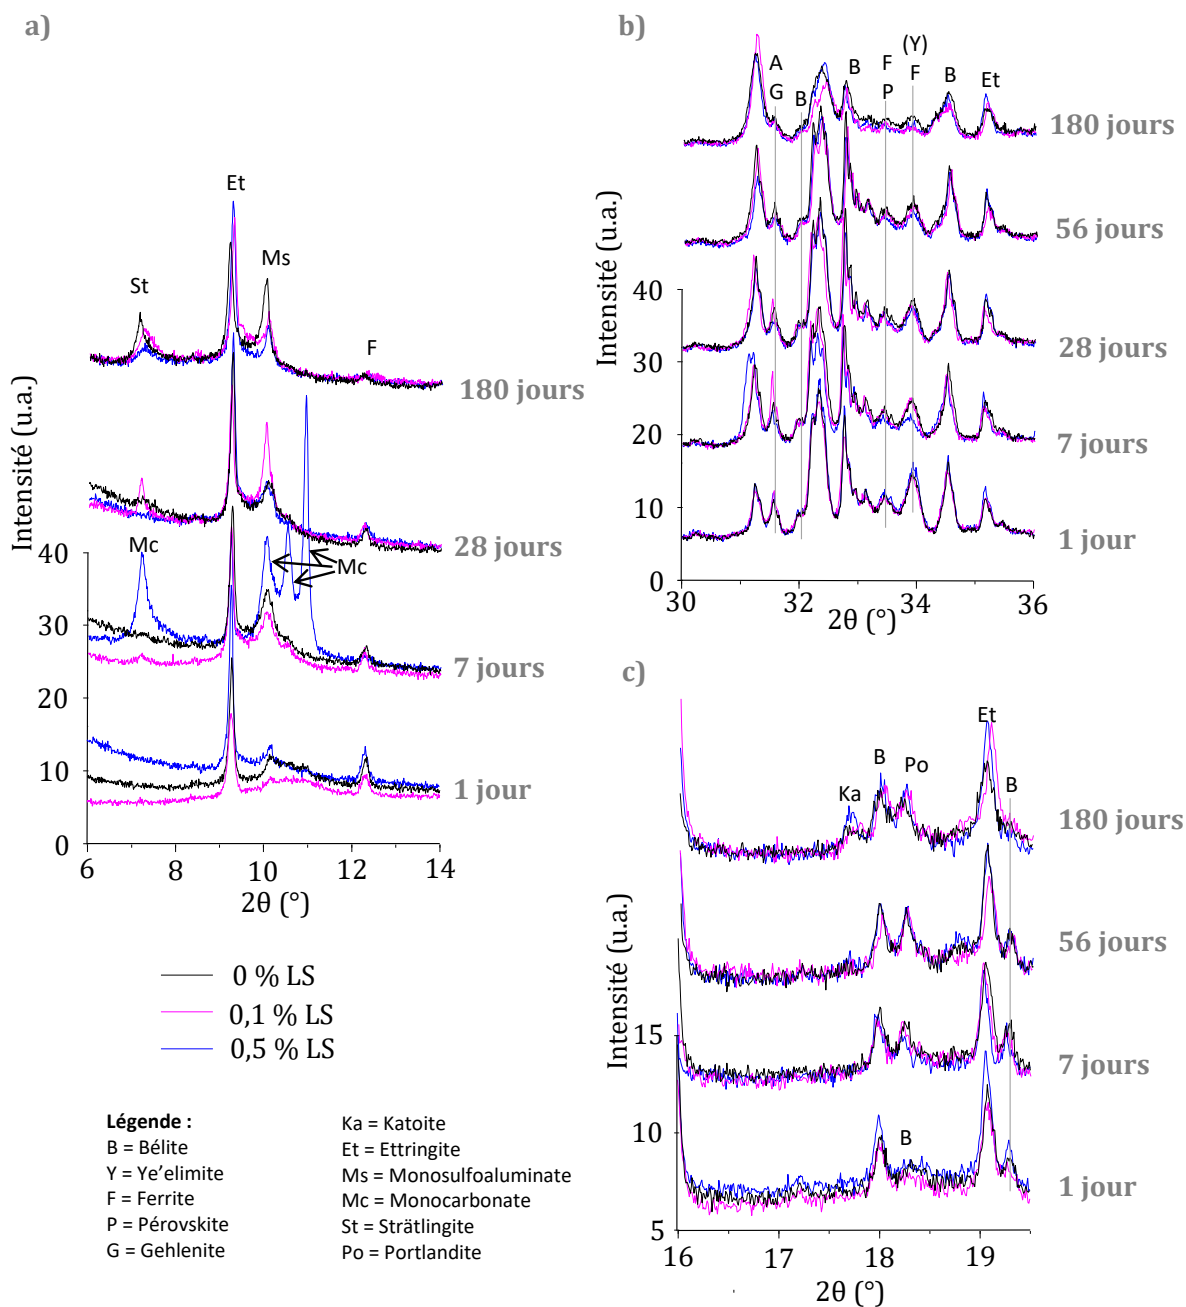 a)
Et
Ms
St
F
180 jours
Intensité (u.a.)
28 jours
40
Mc
Mc
30
7 jours
20
10
1 jour
0
6
8
10
12
14
2θ (°)
b)
(Y)
A
F
B
F
B
Et
G
B
P
180 jours
Intensité (u.a.)
56 jours
40
28 jours
30
7 jours
20
10
1 jour
0
30
32
34
36
2θ (°)
c)
Et
B
Po
B
Ka
180 jours
Intensité (u.a.)
56 jours
15
7 jours
10
B
1 jour
5
16
17
18
19
2θ (°)
0 % LS
0,1 % LS
0,5 % LS
Légende :
B = Bélite
Y = Ye’elimite
F = Ferrite
P = Pérovskite
G = Gehlenite
Ka = Katoite
Et = Ettringite
Ms = Monosulfoaluminate
Mc = Monocarbonate
St = Strätlingite
Po = Portlandite